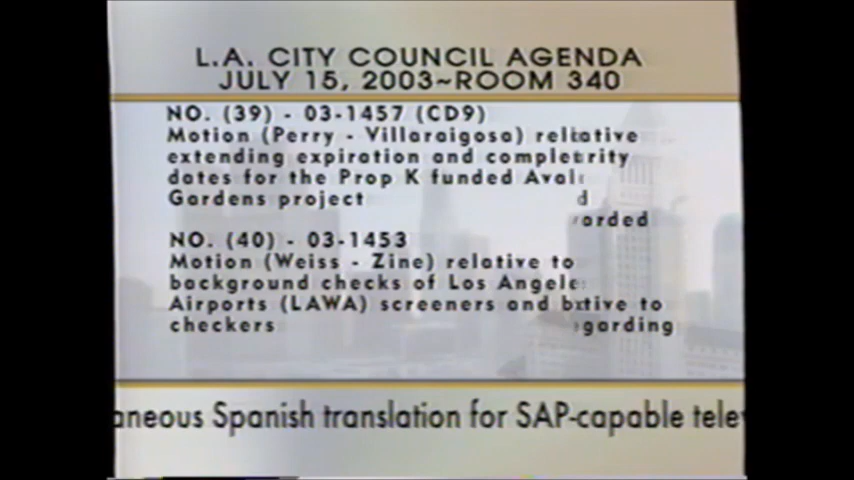 L.A. CITY COUNCIL AGENDA
JULY 15, 2003~ROOM 340
NO. (39) - 03-1457 (CD9)
Motion (Perry - Villaraigosa) relative
extending expiration and
dates for the Prop K funded
Gardens project
NO. (40) - 03-1453
Motion (Weiss - Zine) relative to
background checks of Los
Airports (LAWA) screeners and
checkers
Spanish translation for SAP-capable